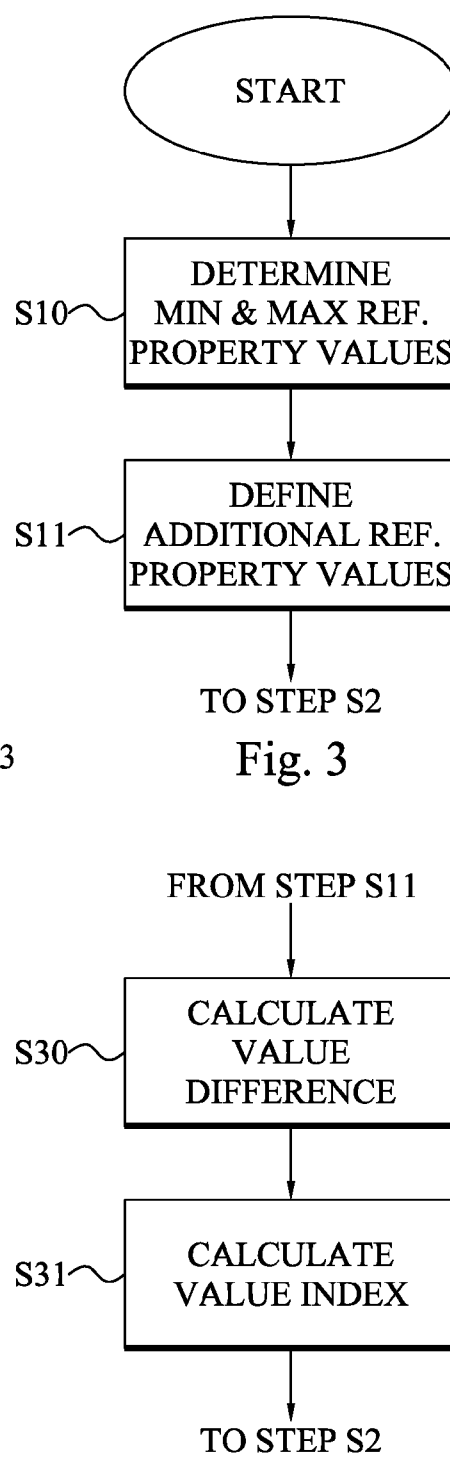 START
S10
DETERMINE
MIN & MAX REF.
PROPERTY VALUES
S11
DEFINE
ADDITIONAL REF.
PROPERTY VALUES
TO STEP S2
3
Fig. 3
FROM STEP S11
S30
CALCULATE
VALUE
DIFFERENCE
S31
CALCULATE
VALUE INDEX
TO STEP S2